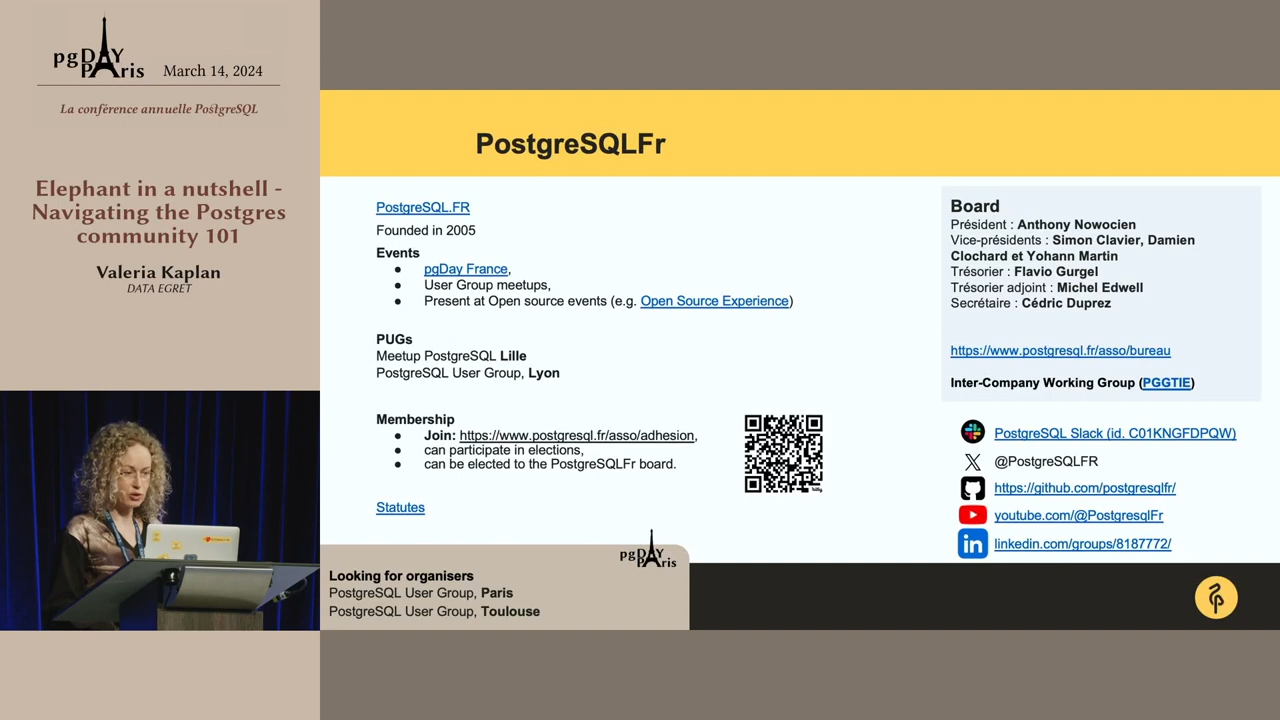 pgDAY
PAris
March 14, 2024
La conférence annuelle PostgreSQL
Elephant in a nutshell -
Navigating the Postgres
community 101
Valeria Kaplan
DATA EGRET
PostgreSQLFr
PostgreSQL.FR
Founded in 2005
Events
● pgDay France,
● User Group meetups,
● Present at Open source events (e.g. Open Source Experience)
PUGs
Meetup PostgreSQL Lille
PostgreSQL User Group, Lyon
Membership
● Join: https://www.postgresql.fr/asso/adhesion,
● can participate in elections,
● can be elected to the PostgreSQLFr board.
Statutes
Board
Président : Anthony Nowocien
Vice-présidents : Simon Clavier, Damien
Clochard et Yohann Martin
Trésorier : Flavio Gurgel
Trésorier adjoint : Michel Edwell
Secrétaire : Cédric Duprez
https://www.postgresql.fr/asso/bureau
Inter-Company Working Group (PGGTIE)
PostgreSQL Slack (id. C01KNGFDPQW)
@PostgreSQLFR
https://github.com/postgresqlfr/
youtube.com/@PostgresqlFr
linkedin.com/groups/8187772/
pgDAY
PAris
Looking for organisers
PostgreSQL User Group, Paris
PostgreSQL User Group, Toulouse